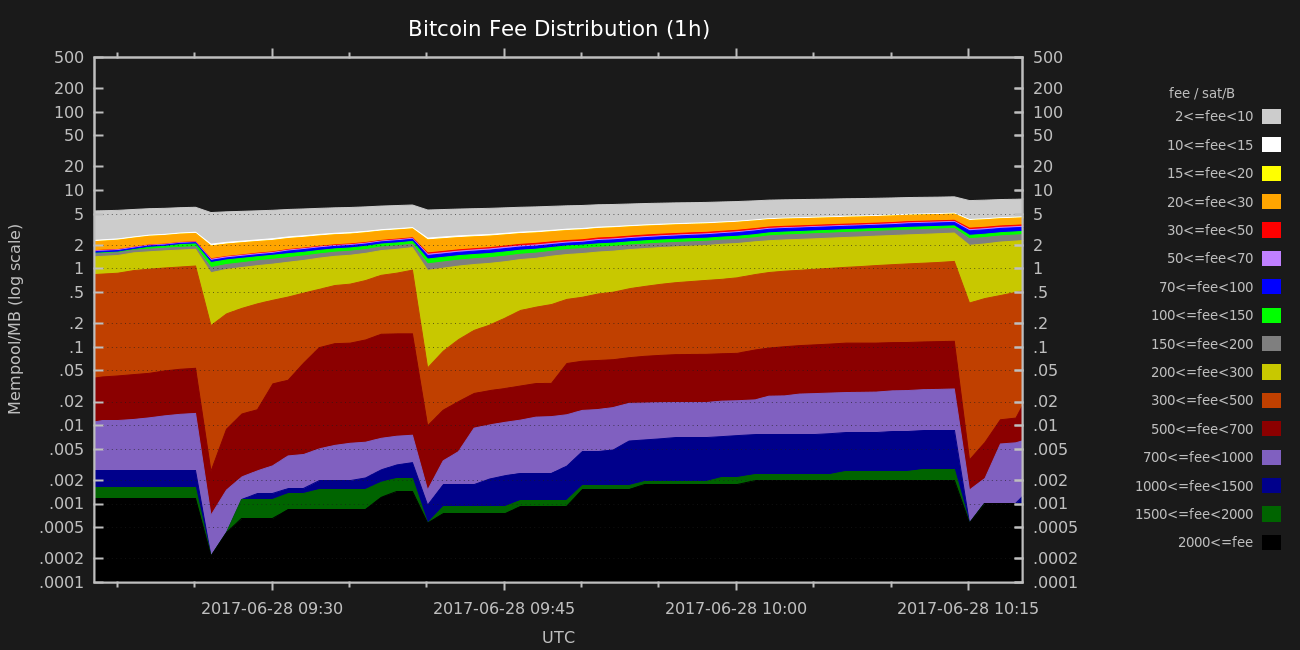 Bitcoin Fee Distribution (1h)
Mempool/MB (log scale)
500
200
100
50
20
10
5
2
1
.5
.2
.1
.05
.02
.01
.005
.002
.001
.0005
.0002
.0001
500
200
100
50
20
10
5
2
1
.5
.2
.1
.05
.02
.01
.005
.002
.001
.0005
.0002
.0001
2017-06-28 09:30
2017-06-28 09:45
2017-06-28 10:00
2017-06-28 10:15
UTC
fee / sat/B
2<=fee<10
10<=fee<15
15<=fee<20
20<=fee<30
30<=fee<50
50<=fee<70
70<=fee<100
100<=fee<150
150<=fee<200
200<=fee<300
300<=fee<500
500<=fee<700
700<=fee<1000
1000<=fee<1500
1500<=fee<2000
2000<=fee